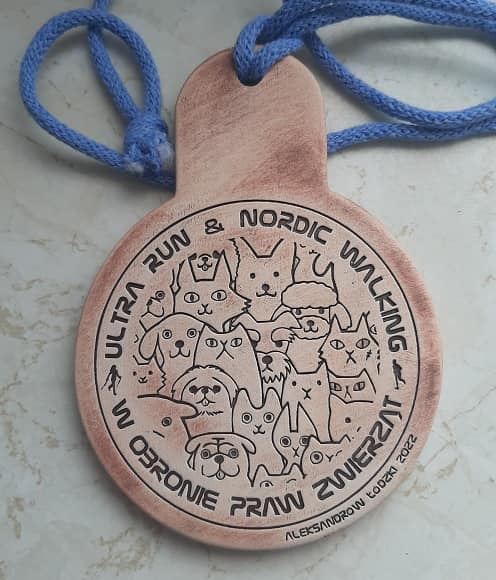 ULTRA RUN & NORDIC WALKING
W OBRONIE PRAW ZWIERZĄT
ALEKSANDRÓW ŁÓDZKI 2022